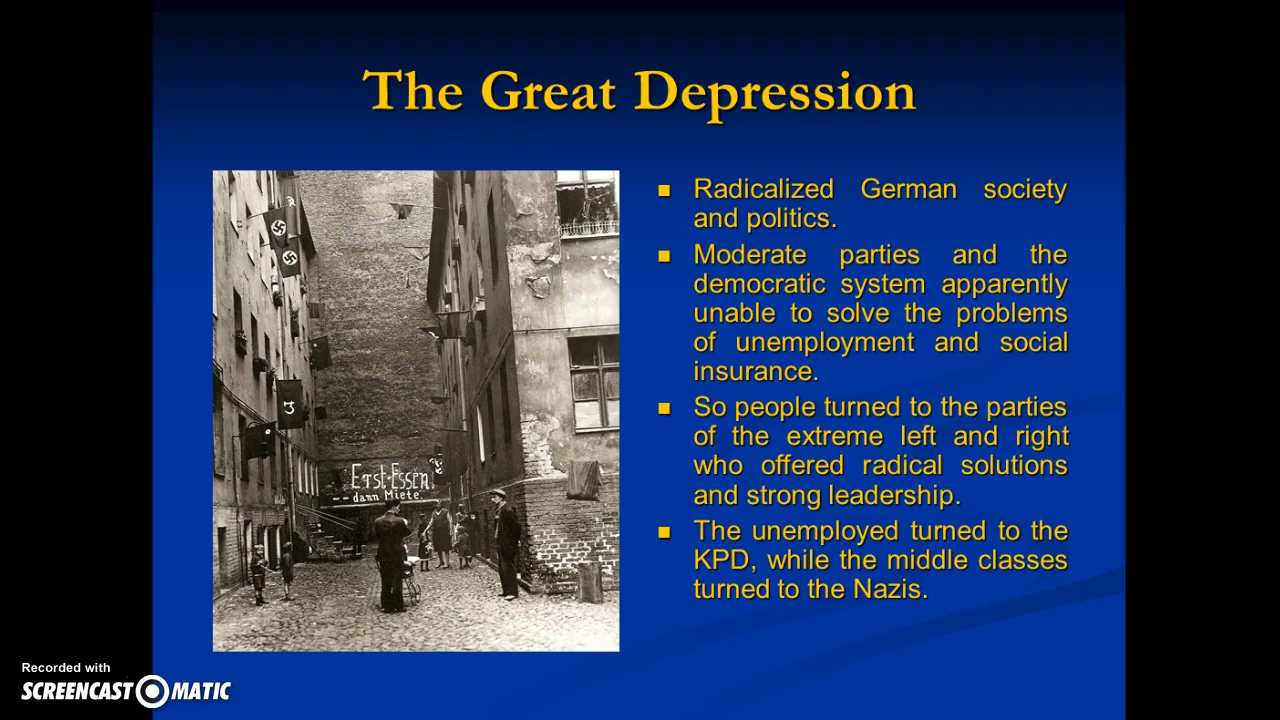 The Great Depression
Radicalized German society
and politics.
Moderate parties and the
democratic system apparently
unable to solve the problems
of unemployment and social
insurance.
So people turned to the parties
of the extreme left and right
who offered radical solutions
and strong leadership.
The unemployed turned to the
KPD, while the middle classes
turned to the Nazis.
Erst Essen
-- dann Miete
Recorded with
SCREENCAST O MATIC